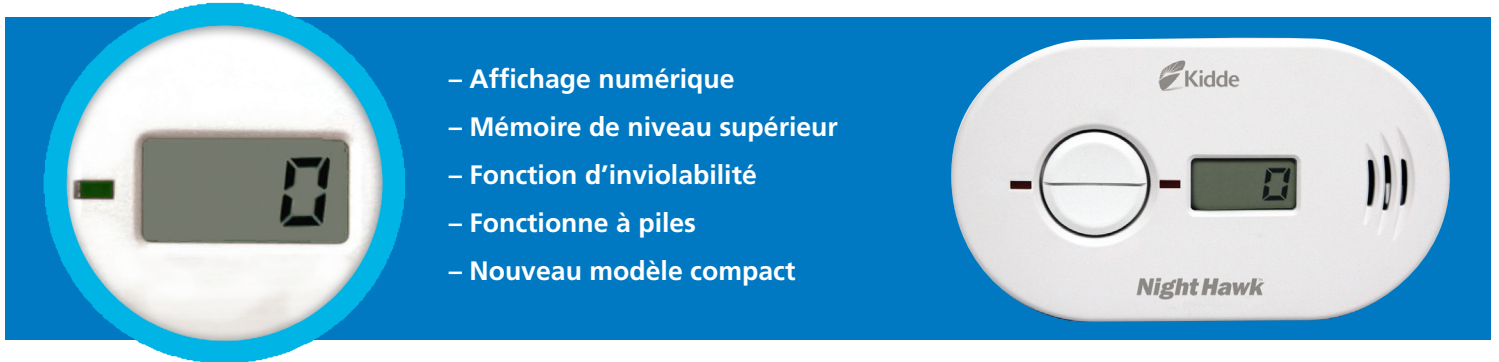 0
– Affichage numérique
– Mémoire de niveau supérieur
– Fonction d’inviolabilité
– Fonctionne à piles
– Nouveau modèle compact
Kidde
0
Night Hawk